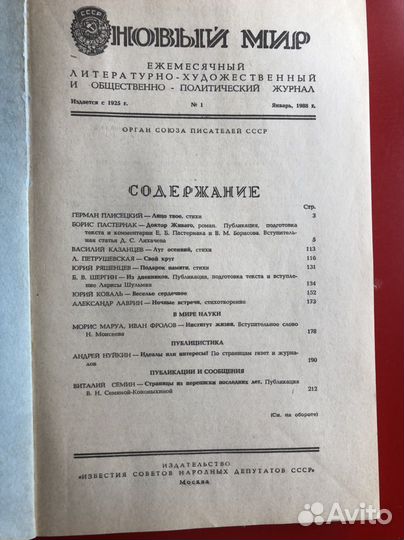 НОВЫЙ МИР
ЕЖЕМЕСЯЧНЫЙ
ЛИТЕРАТУРНО-ХУДОЖЕСТВЕННЫЙ
И ОБЩЕСТВЕННО-ПОЛИТИЧЕСКИЙ ЖУРНАЛ
Издается с 1925 г. № 1 Январь, 1988 г.
ОРГАН СОЮЗА ПИСАТЕЛЕЙ СССР
СОДЕРЖАНИЕ
Стр.
ГЕРМАН ПЛИСЕЦКИЙ — Лицо твое, стихи 3
БОРИС ПАСТЕРНАК — Доктор Живаго, роман. Публикация, подготовка
текста и комментарии Е. Б. Пастернака и В. М. Борисова. Вступитель-
ная статья Д. С. Лихачева 5
ВАСИЛИЙ КАЗАНЦЕВ — Луг осенний, стихи 113
Л. ПЕТРУШЕВСКАЯ — Свой круг 116
ЮРИЙ РЯШЕНЦЕВ — Подарок памяти, стихи 131
Б. В. ШЕРГИН — Из дневников. Публикация, подготовка текста и вступле-
ние Ларисы Шульман 134
ЮРИЙ КОВАЛЬ — Веселье сердечное 152
АЛЕКСАНДР ЛАВРИН — Ночные встречи, стихотворение 173
В МИРЕ НАУКИ
МОРИС МАРУА, ИВАН ФРОЛОВ — Институт жизни. Вступительное слово
Н. Моисеева 178
ПУБЛИЦИСТИКА
АНДРЕЙ НУЙКИН — Идеалы или интересы? По страницам газет и журна-
лов 190
ПУБЛИКАЦИИ И СООБЩЕНИЯ
ВИТАЛИЙ СЕМИН — Страницы из переписки последних лет. Публикация
В. Н. Семиной-Кононыхиной 212
(См. на обороте)
ИЗДАТЕЛЬСТВО
«ИЗВЕСТИЯ СОВЕТОВ НАРОДНЫХ ДЕПУТАТОВ СССР»
Москва
Avito